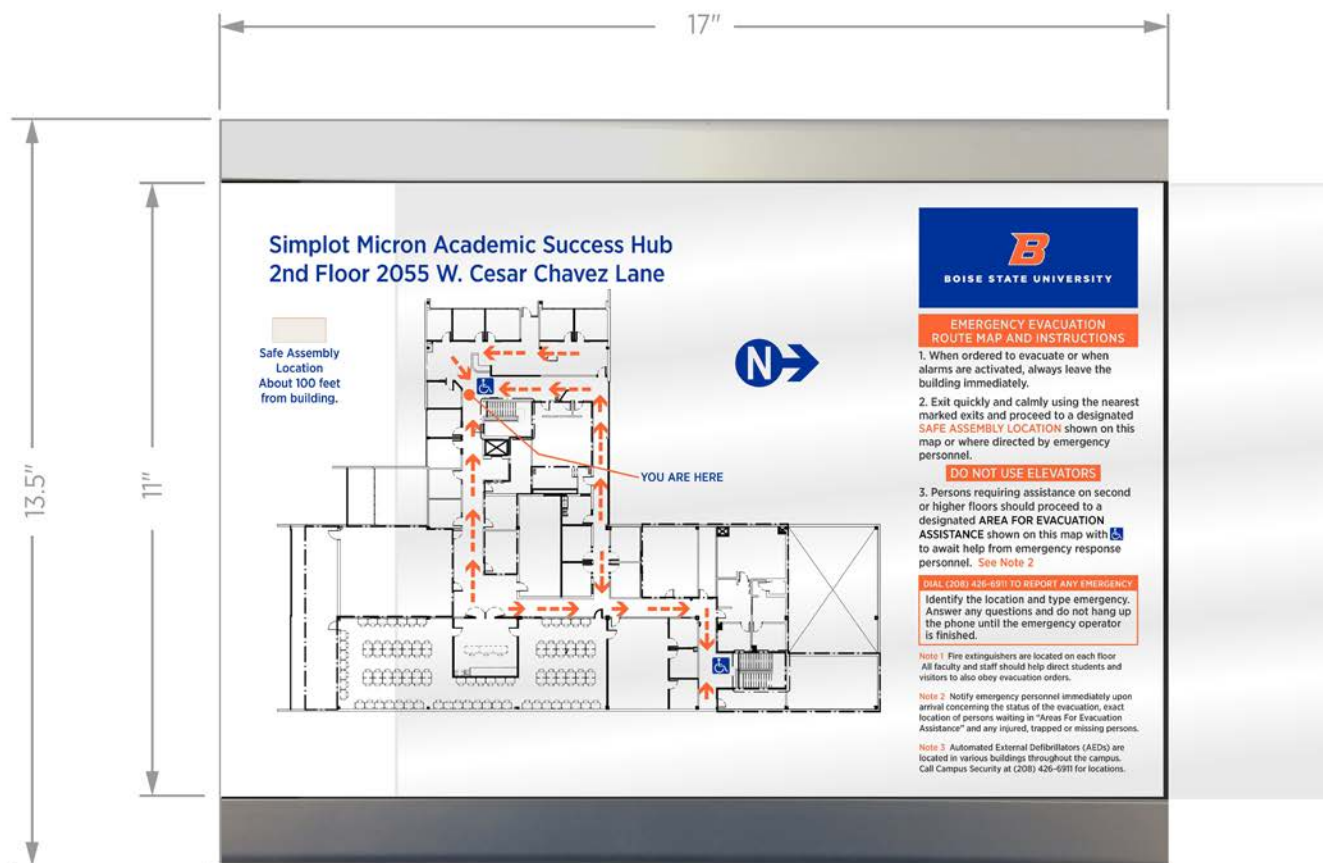 17"
13.5"
11"
Simplot Micron Academic Success Hub
2nd Floor 2055 W. Cesar Chavez Lane
Safe Assembly
Location
About 100 feet
from building.
N
YOU ARE HERE
B
BOISE STATE UNIVERSITY
EMERGENCY EVACUATION
ROUTE MAP AND INSTRUCTIONS
1. When ordered to evacuate or when
alarms are activated, always leave the
building immediately.
2. Exit quickly and calmly using the nearest
marked exits and proceed to a designated
SAFE ASSEMBLY LOCATION shown on this
map or where directed by emergency
personnel.
DO NOT USE ELEVATORS
3. Persons requiring assistance on second
or higher floors should proceed to a
designated AREA FOR EVACUATION
ASSISTANCE shown on this map with
to await help from emergency response
personnel. See Note 2
DIAL (208) 426-6911 TO REPORT ANY EMERGENCY
Identify the location and type emergency.
Answer any questions and do not hang up
the phone until the emergency operator
is finished.
Note 1 Fire extinguishers are located on each floor
All faculty and staff should help direct students and
visitors to also obey evacuation orders.
Note 2 Notify emergency personnel immediately upon
arrival concerning the status of the evacuation, exact
location of persons waiting in "Areas For Evacuation
Assistance" and any injured, trapped or missing persons.
Note 3 Automated External Defibrillators (AEDs) are
located in various buildings throughout the campus.
Call Campus Security at (208) 426-6911 for locations.